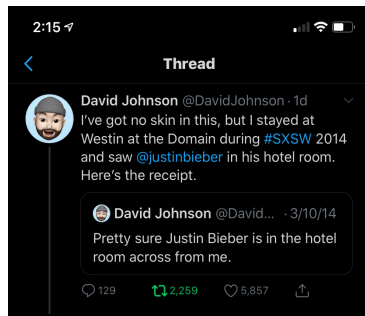 2:15
Thread
David Johnson @DavidJohnson · 1d
I've got no skin in this, but I stayed at
Westin at the Domain during #SXSW 2014
and saw @justinbieber in his hotel room.
Here's the receipt.
David Johnson @David... · 3/10/14
Pretty sure Justin Bieber is in the hotel
room across from me.
129 2,259 5,857